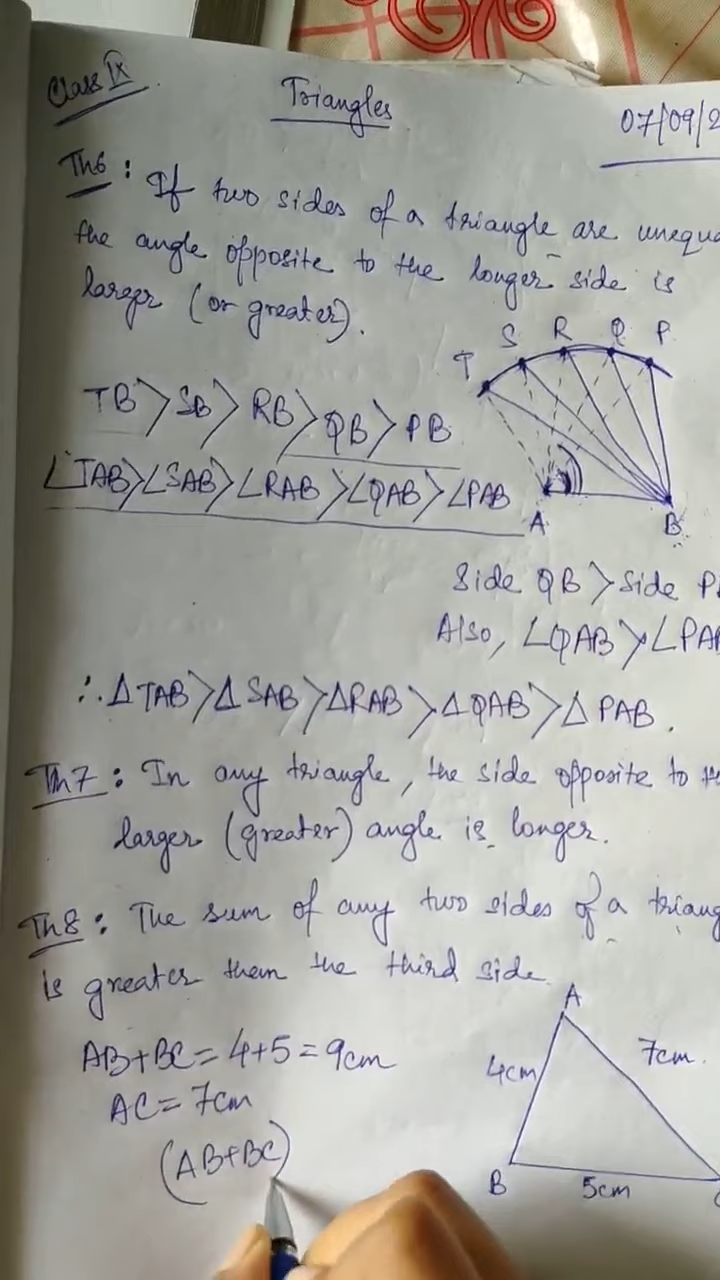 Class IX
Triangles
07/09/2
Th6: If two sides of a triangle are unequa
the angle opposite to the longer side is
larger (or greater).
T S R Q P
TB>SB>RB>QB>PB
∠TAB>∠SAB>∠RAB>∠QAB>∠PAB
A B
Side QB>Side P
Also, ∠QAB>∠PA
∴ΔTAB>ΔSAB>ΔRAB>ΔQAB>ΔPAB.
Th7: In any triangle, the side opposite to
larger (greater) angle is longer.
Th8: The sum of any two sides of a triang
is greater them the third side.
A
AB+BC=4+5=9cm
4cm 7cm.
AC=7cm
(AB+BC)
B 5cm